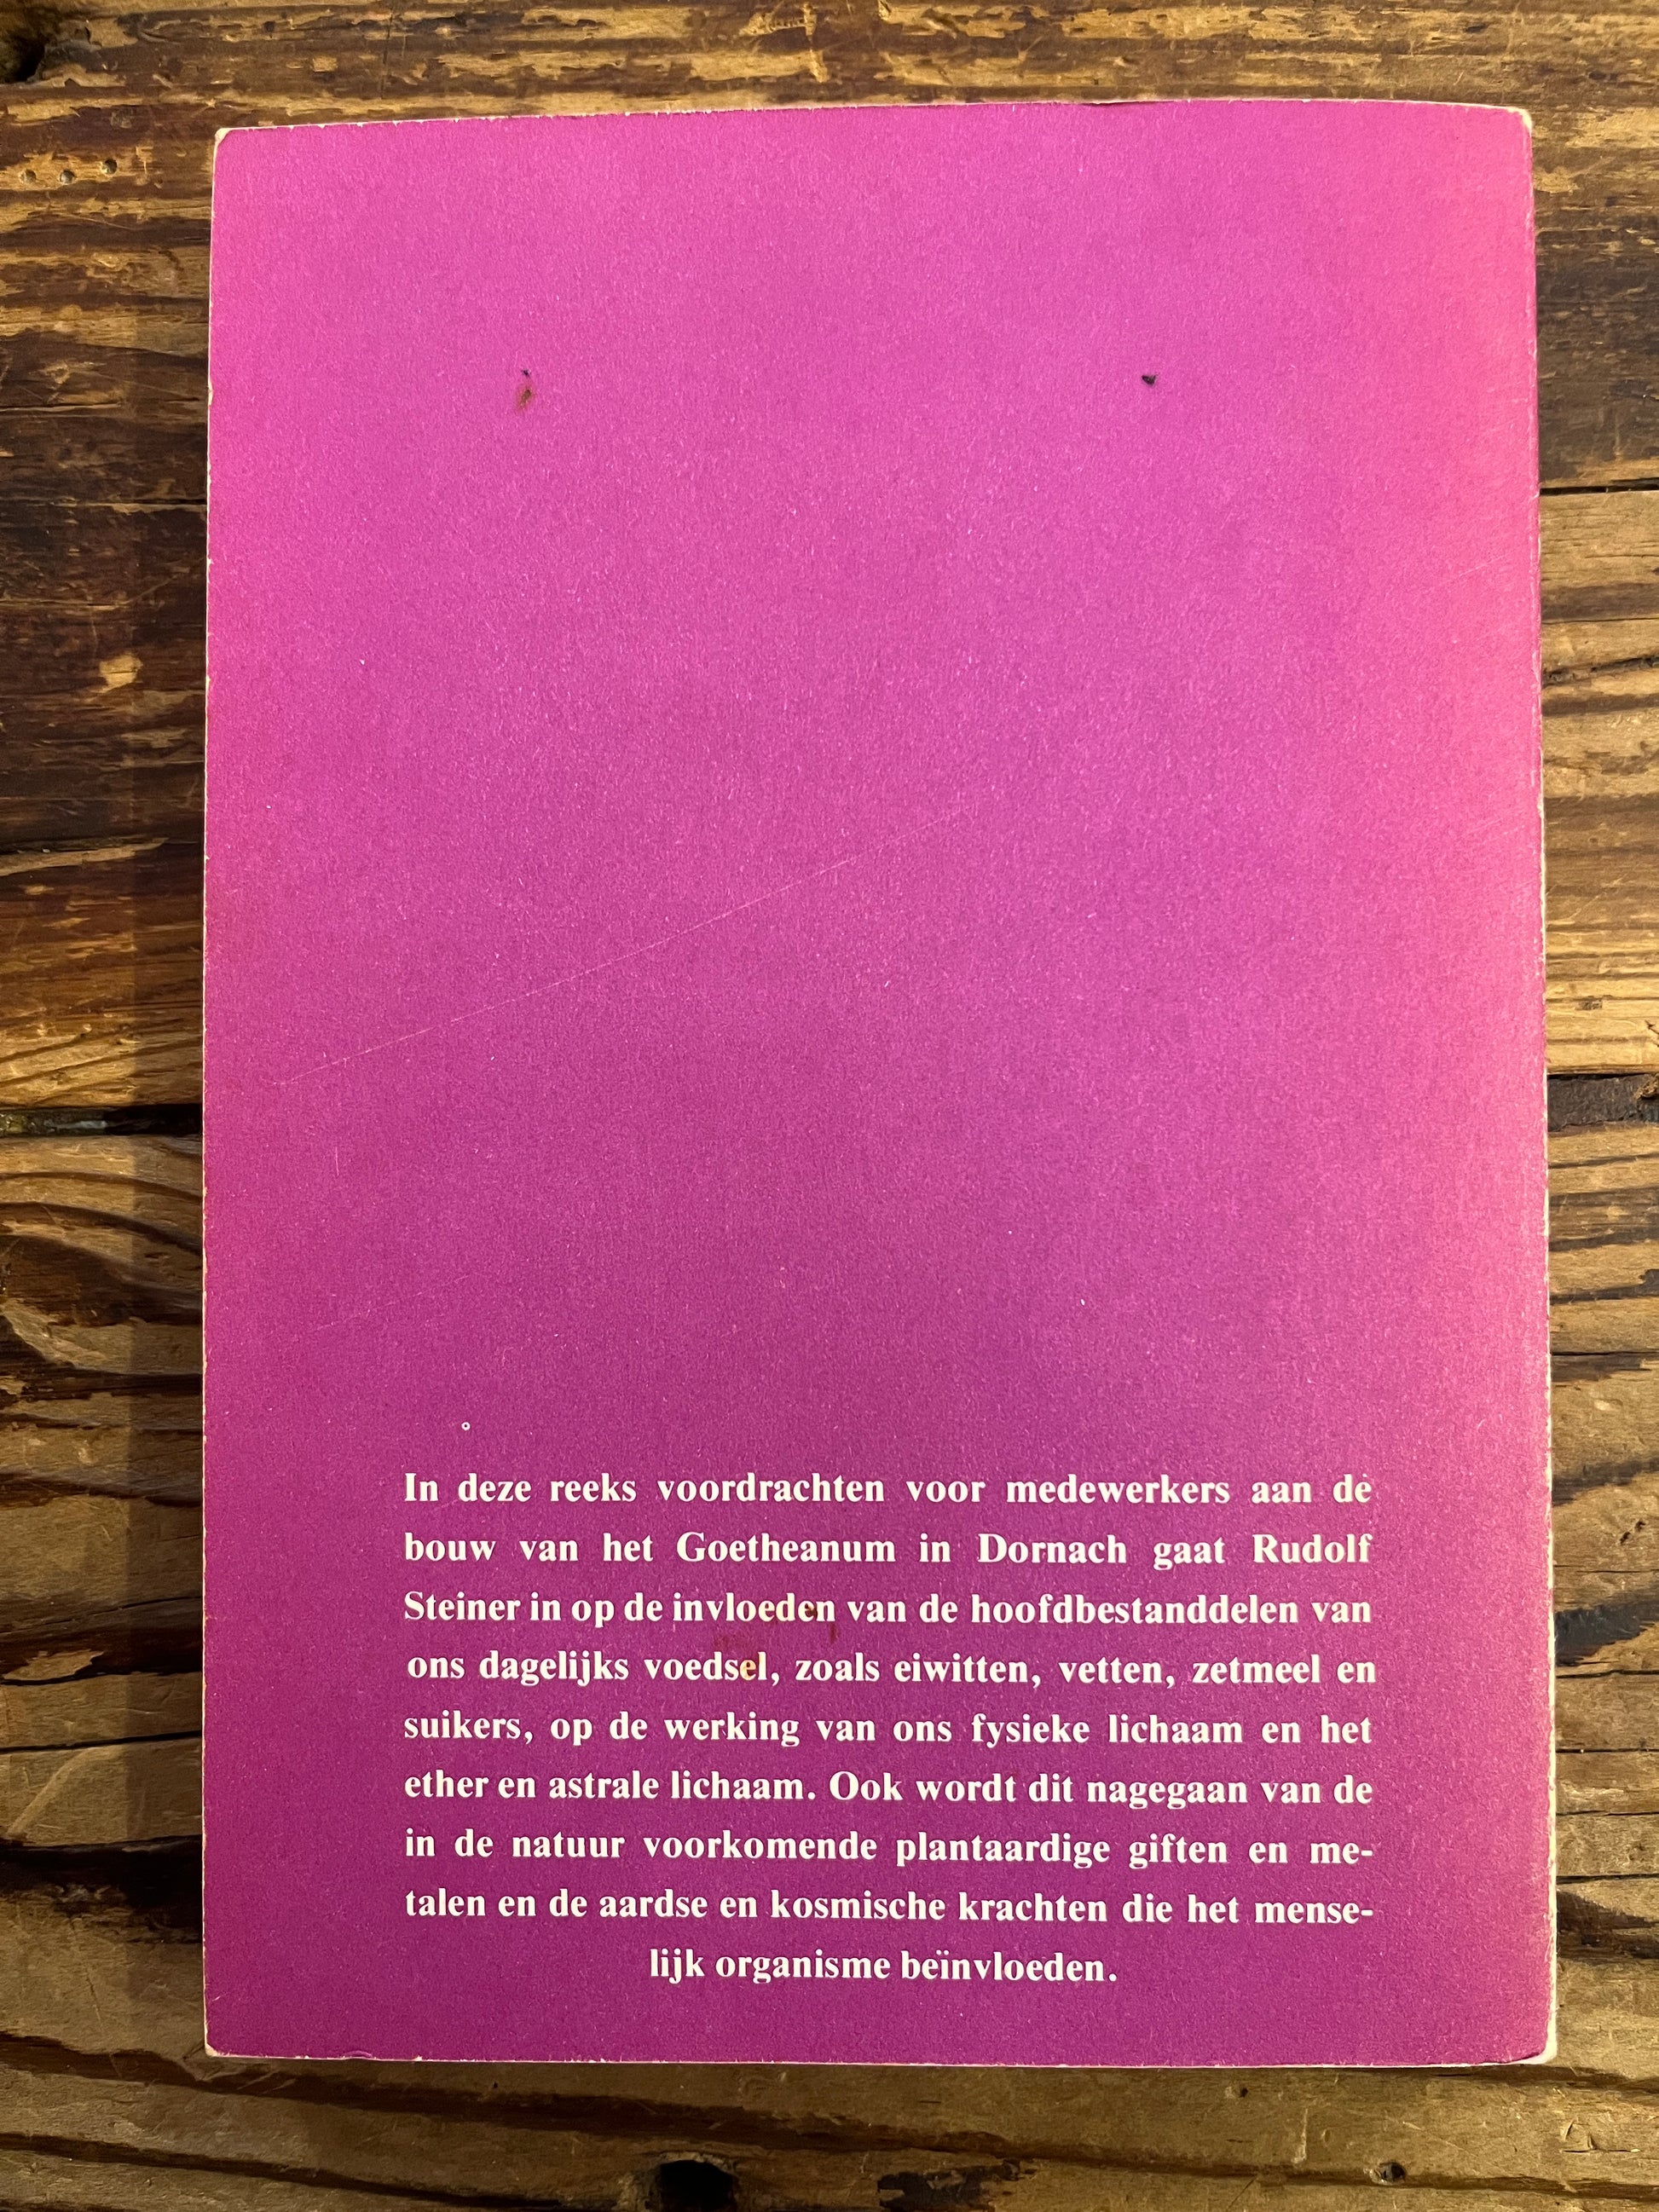 In deze reeks voordrachten voor medewerkers aan de
bouw van het Goetheanum in Dornach gaat Rudolf
Steiner in op de invloeden van de hoofdbestanddelen van
ons dagelijks voedsel, zoals eiwitten, vetten, zetmeel en
suikers, op de werking van ons fysieke lichaam en het
ether en astrale lichaam. Ook wordt dit nagegaan van de
in de natuur voorkomende plantaardige giften en me-
talen en de aardse en kosmische krachten die het mense-
lijk organisme beïnvloeden.